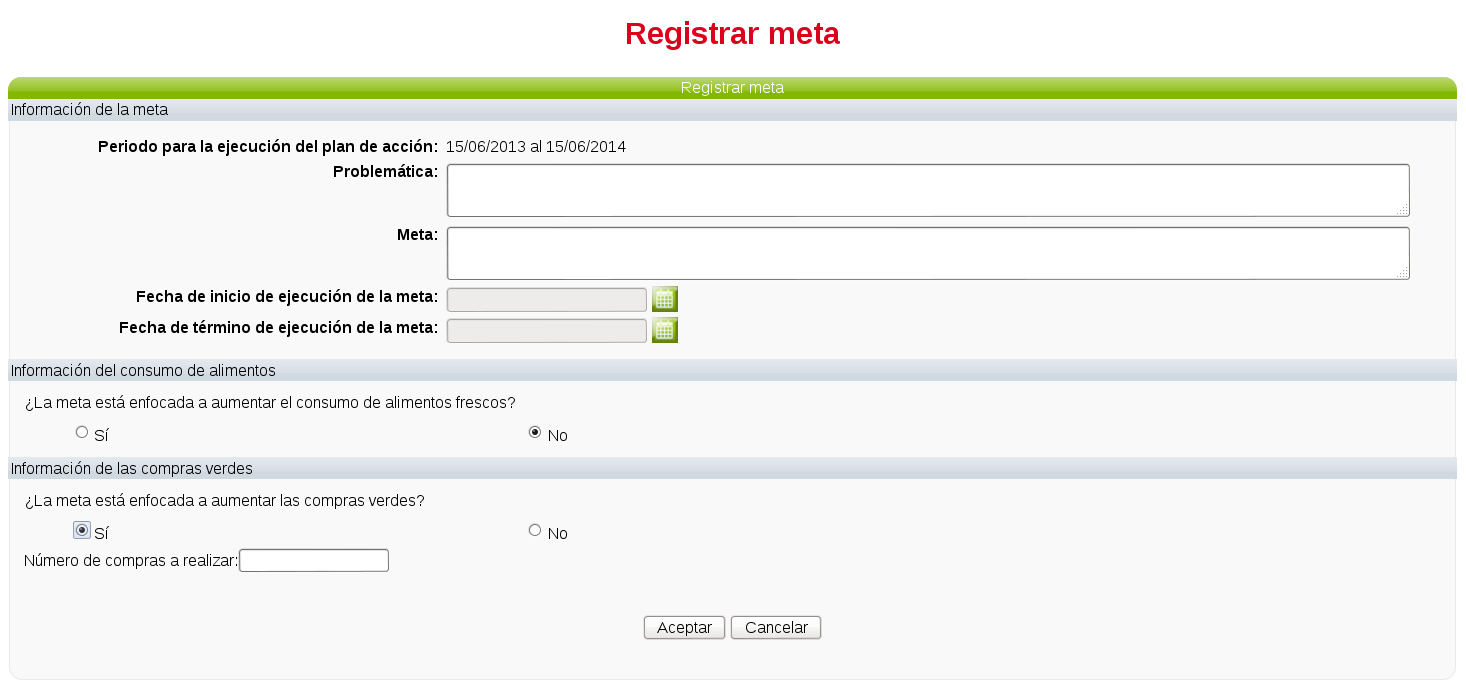 Registrar meta
Registrar meta
Información de la meta
Periodo para la ejecución del plan de acción: 15/06/2013 al 15/06/2014
Problemática:
Meta:
Fecha de inicio de ejecución de la meta:
Fecha de término de ejecución de la meta:
Información del consumo de alimentos
¿La meta está enfocada a aumentar el consumo de alimentos frescos?
Sí No
Información de las compras verdes
¿La meta está enfocada a aumentar las compras verdes?
Sí No
Número de compras a realizar:
Aceptar Cancelar